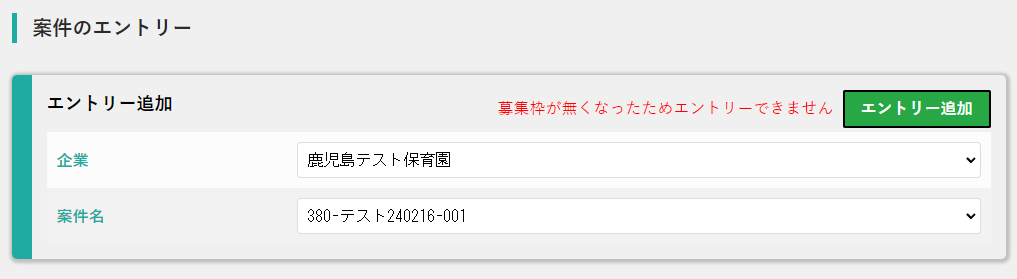 案件のエントリー
エントリー追加
募集枠が無くなったためエントリーできません
エントリー追加
企業
鹿児島テスト保育園
案件名
380-テスト240216-001